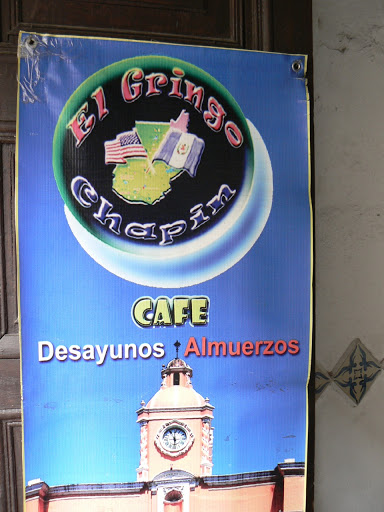 El Gringo
Chapin
CAFE
Desayunos Almuerzos